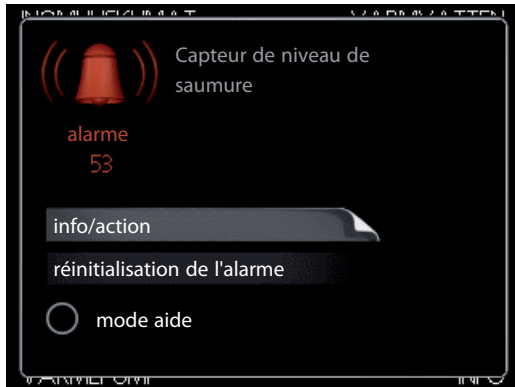 Capteur de niveau de
saumure
alarme
53
info/action
réinitialisation de l'alarme
mode aide